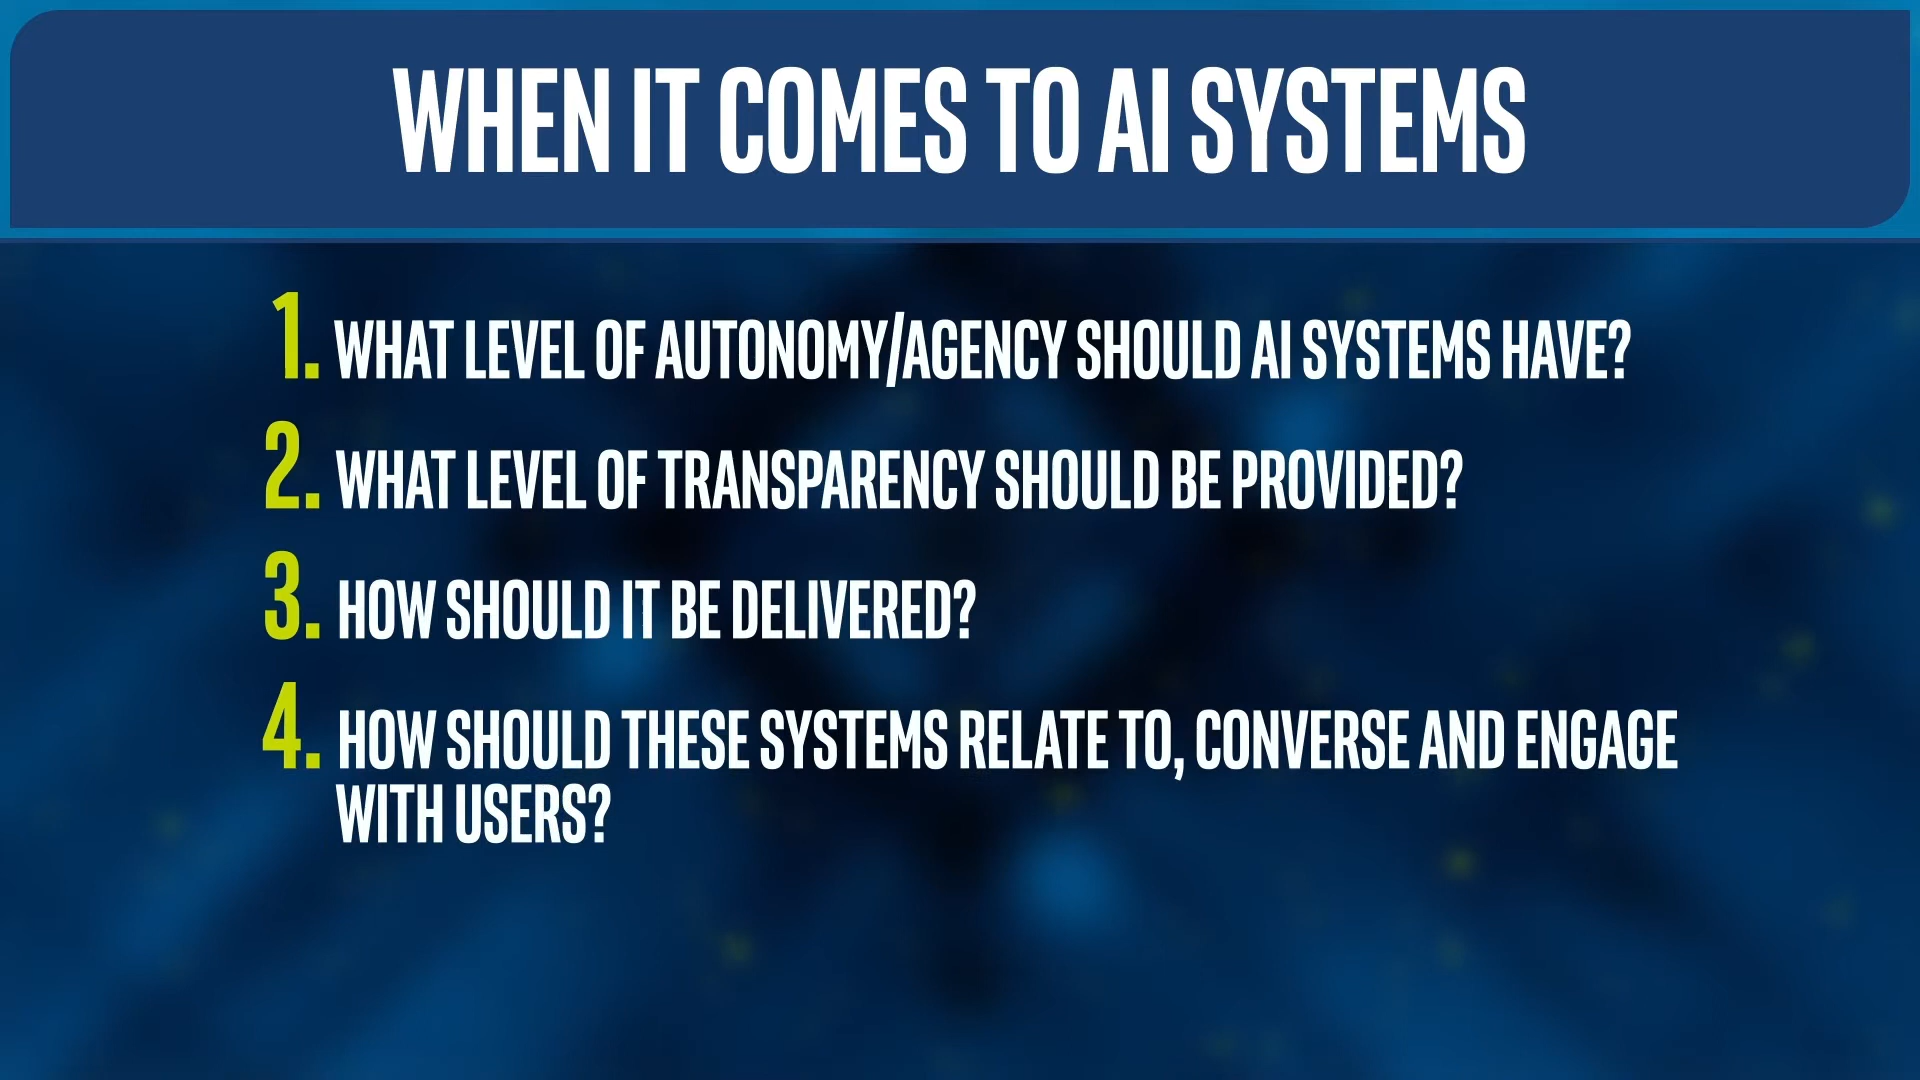 WHEN IT COMES TO AI SYSTEMS
1. WHAT LEVEL OF AUTONOMY/AGENCY SHOULD AI SYSTEMS HAVE?
2. WHAT LEVEL OF TRANSPARENCY SHOULD BE PROVIDED?
3. HOW SHOULD IT BE DELIVERED?
4. HOW SHOULD THESE SYSTEMS RELATE TO, CONVERSE AND ENGAGE
WITH USERS?